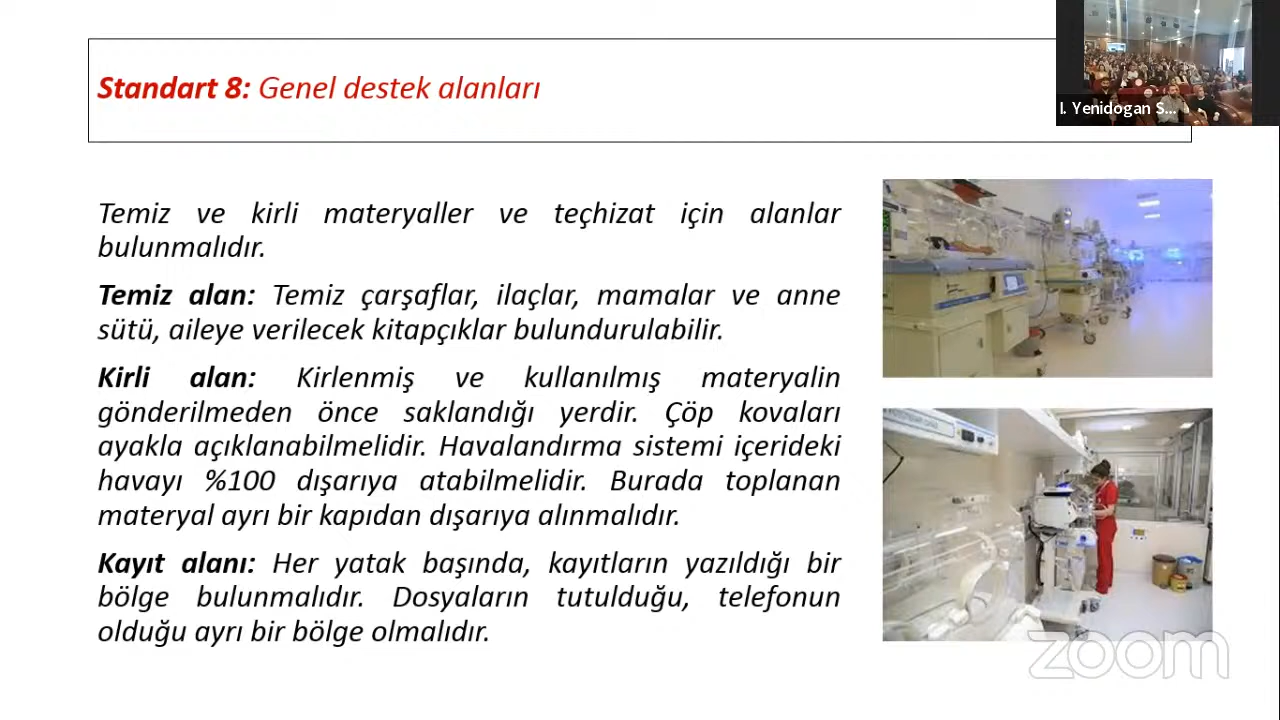 Standart 8: Genel destek alanları
I. Yenidogan S...
Temiz ve kirli materyaller ve teçhizat için alanlar
bulunmalıdır.
Temiz alan: Temiz çarşaflar, ilaçlar, mamalar ve anne
sütü, aileye verilecek kitapçıklar bulundurulabilir.
Kirli alan: Kirlenmiş ve kullanılmış materyalin
gönderilmeden önce saklandığı yerdir. Çöp kovaları
ayakla açıklanabilmelidir. Havalandırma sistemi içerideki
havayı %100 dışarıya atabilmelidir. Burada toplanan
materyal ayrı bir kapıdan dışarıya alınmalıdır.
Kayıt alanı: Her yatak başında, kayıtların yazıldığı bir
bölge bulunmalıdır. Dosyaların tutulduğu, telefonun
olduğu ayrı bir bölge olmalıdır.
zoom